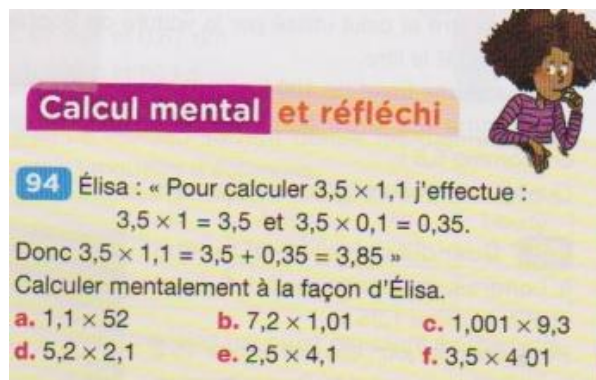 Calcul mental et réfléchi
94 Élisa : « Pour calculer 3,5 × 1,1 j'effectue :
3,5 × 1 = 3,5 et 3,5 × 0,1 = 0,35.
Donc 3,5 × 1,1 = 3,5 + 0,35 = 3,85 »
Calculer mentalement à la façon d'Élisa.
a. 1,1 × 52 b. 7,2 × 1,01 c. 1,001 × 9,3
d. 5,2 × 2,1 e. 2,5 × 4,1 f. 3,5 × 4 01